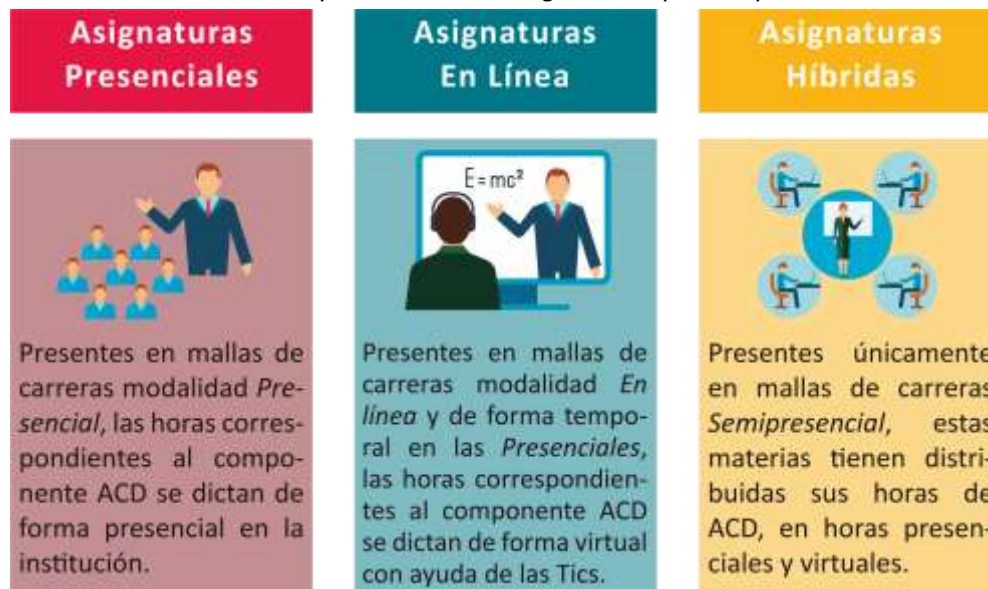 Asignaturas
Presenciales
Asignaturas
En Línea
Asignaturas
Híbridas
E=mc²
Presentes en mallas de
carreras modalidad Pre-
sencial, las horas corres-
pondientes al compo-
nente ACD se dictan de
forma presencial en la
institución.
Presentes en mallas de
carreras modalidad En
línea y de forma tempo-
ral en las Presenciales,
las horas correspondien-
tes al componente ACD
se dictan de forma virtual
con ayuda de las Tics.
Presentes únicamente
en mallas de carreras
Semipresencial, estas
materias tienen distri-
buidas sus horas de
ACD, en horas presen-
ciales y virtuales.